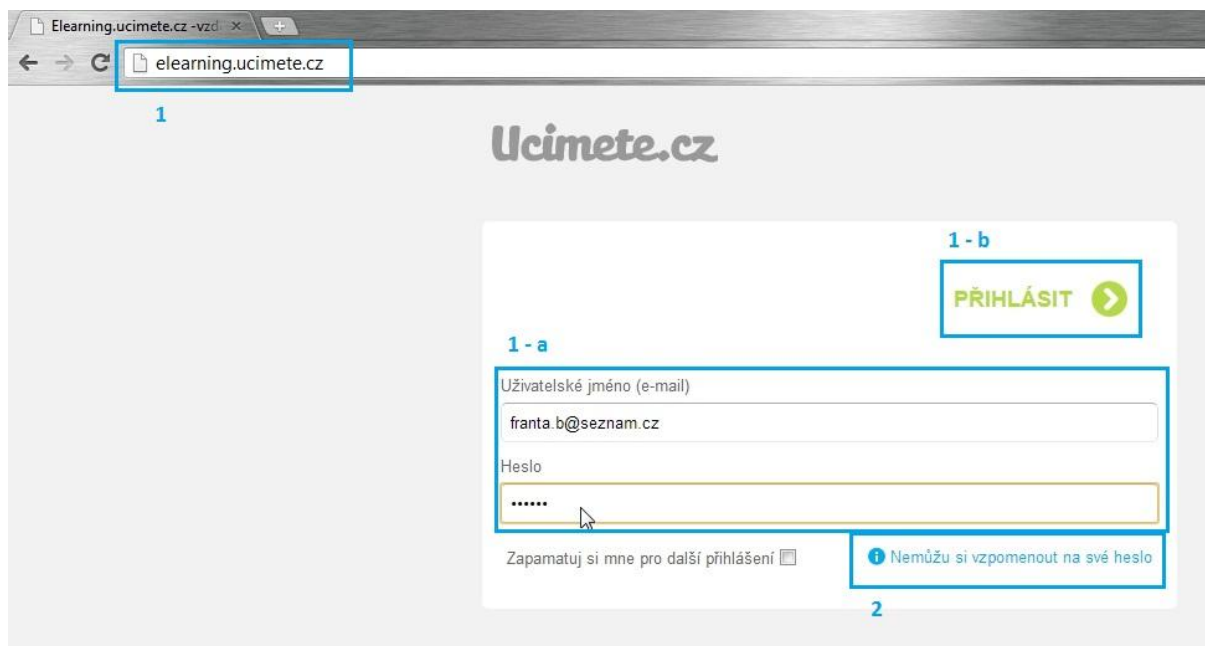 Elearning.ucimete.cz -vzd
elearning.ucimete.cz
1
Ucimete.cz
1 - b
PŘIHLÁSIT
1 - a
Uživatelské jméno (e-mail)
franta.b@seznam.cz
Heslo
••••••
Zapamatuj si mne pro další přihlášení
Nemůžu si vzpomenout na své heslo
2